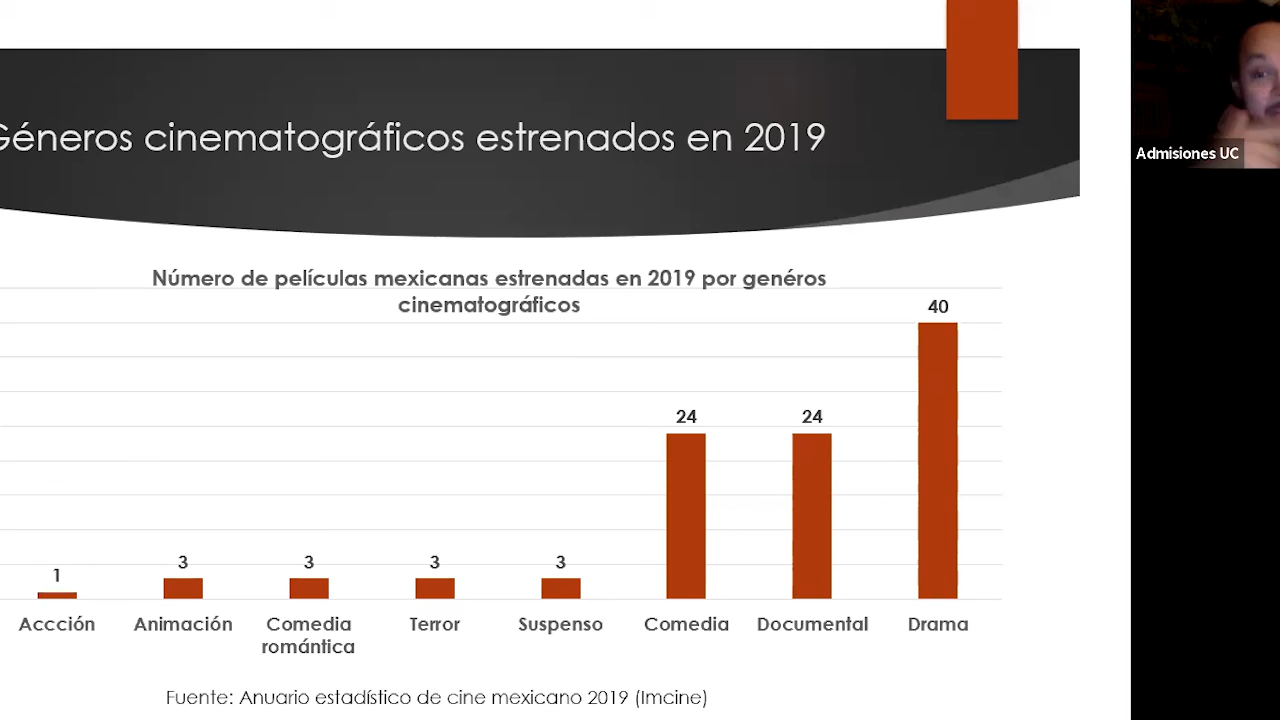 Géneros cinematográficos estrenados en 2019
Admisiones UC
Número de películas mexicanas estrenadas en 2019 por genéros
cinematográficos
40
24 24
1 3 3 3 3
Accción Animación Comedia Terror Suspenso Comedia Documental Drama
romántica
Fuente: Anuario estadístico de cine mexicano 2019 (Imcine)